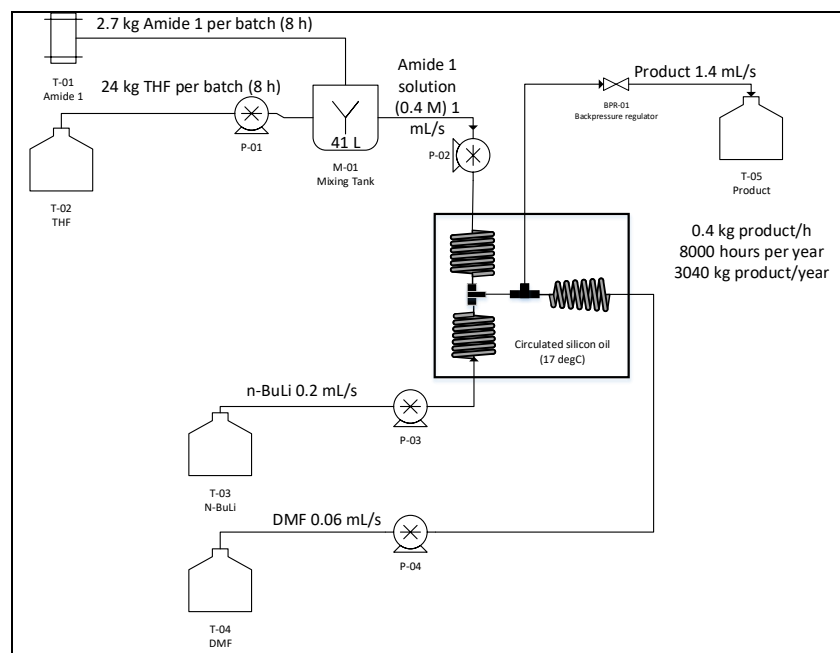 2.7 kg Amide 1 per batch (8 h)
T-01
Amide 1
24 kg THF per batch (8 h)
P-01
T-02
THF
41 L
M-01
Mixing Tank
Amide 1
solution
(0.4 M) 1
mL/s
P-02
Product 1.4 mL/s
BPR-01
Backpressure regulator
T-05
Product
0.4 kg product/h
8000 hours per year
3040 kg product/year
Circulated silicon oil
(17 degC)
n-BuLi 0.2 mL/s
P-03
T-03
N-BuLi
DMF 0.06 mL/s
P-04
T-04
DMF